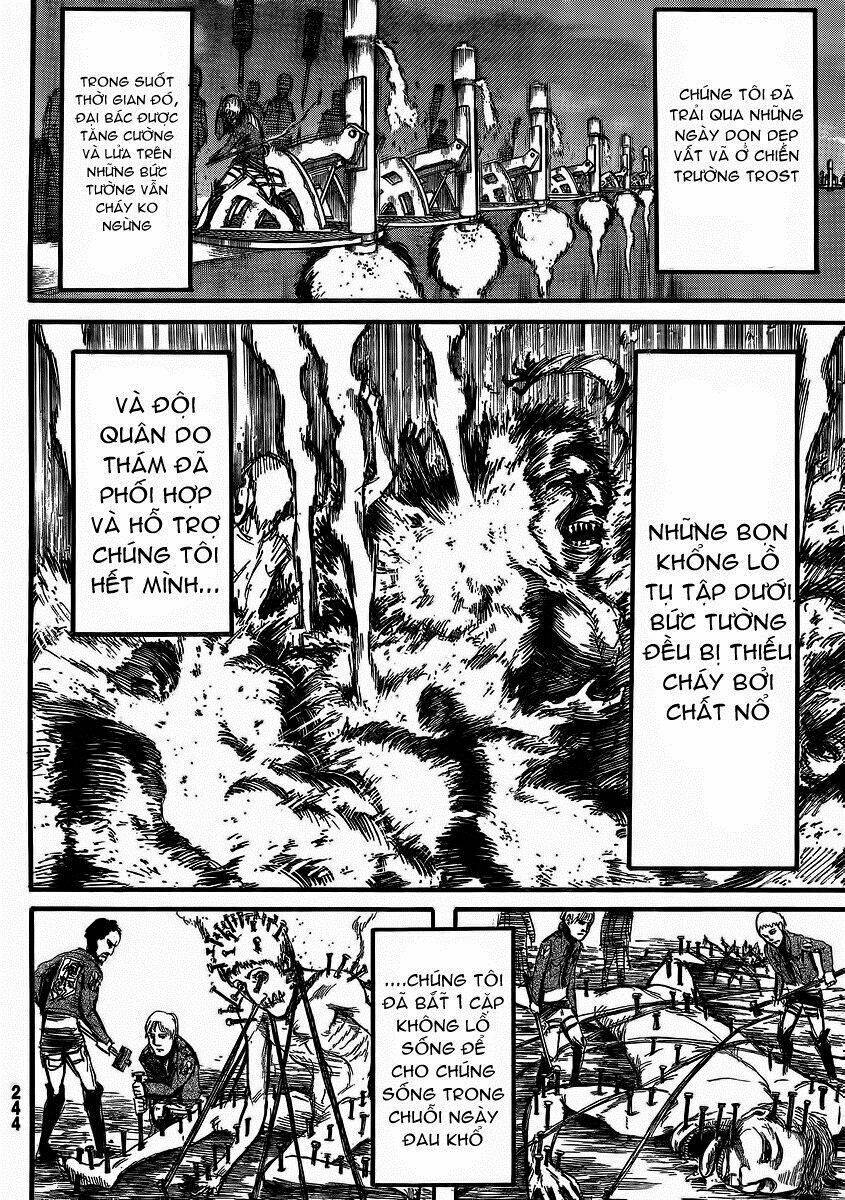 CHÚNG TÔI ĐÃ
TRẢI QUA NHỮNG
NGÀY DỌN DẸP
VẤT VÃ Ở CHIẾN
TRƯỜNG TROST
TRONG SUỐT
THỜI GIAN ĐÓ,
ĐẠI BÁC ĐƯỢC
TĂNG CƯỜNG
VÀ LỬA TRÊN
NHỮNG BỨC
TƯỜNG VẪN
CHÁY KO
NGỪNG
NHỮNG BỌN
KHỔNG LỒ
TỤ TẬP DƯỚI
BỨC TƯỜNG
ĐỀU BỊ THIẾU
CHÁY BỞI
CHẤT NỔ
VÀ ĐỘI
QUÂN DO
THÁM ĐÃ
PHỐI HỢP
VÀ HỖ TRỢ
CHÚNG TÔI
HẾT MÌNH...
....CHÚNG TÔI
ĐÃ BẮT 1 CẶP
KHÔNG LỒ
SỐNG ĐỂ
CHO CHÚNG
SỐNG TRONG
CHUỖI NGÀY
ĐAU KHỔ
244